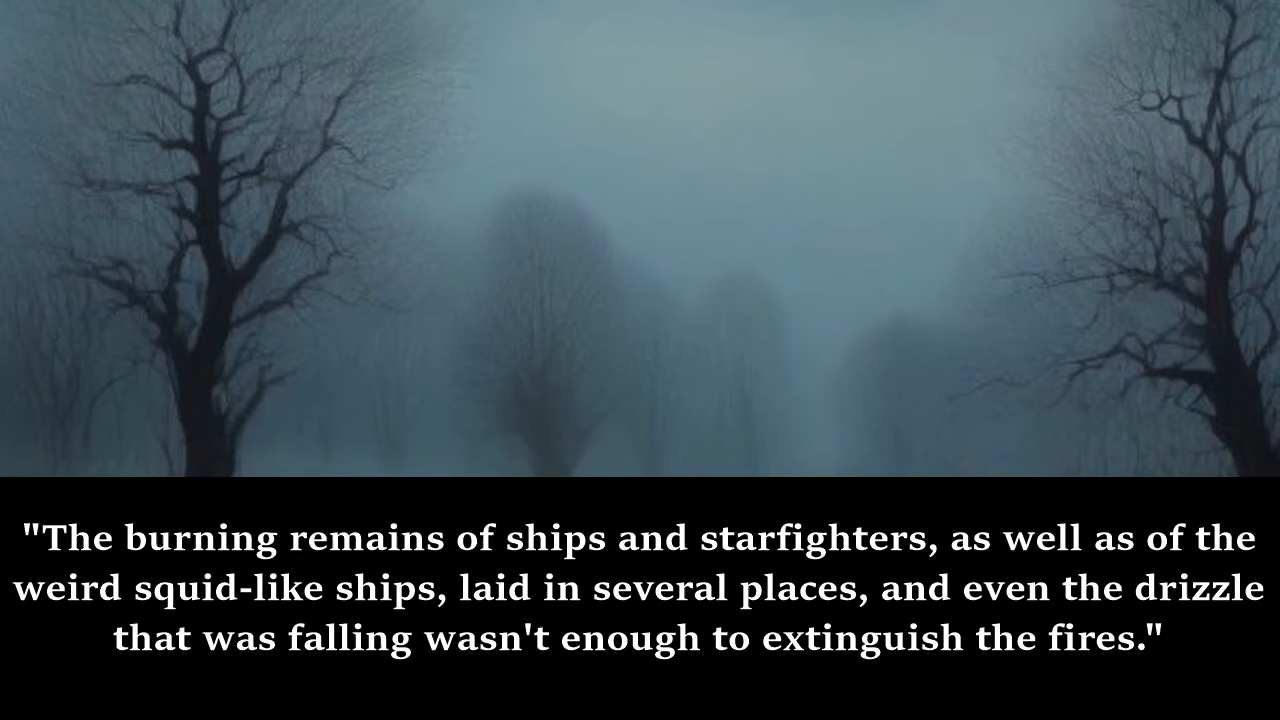 "The burning remains of ships and starfighters, as well as of the
weird squid-like ships, laid in several places, and even the drizzle
that was falling wasn't enough to extinguish the fires."